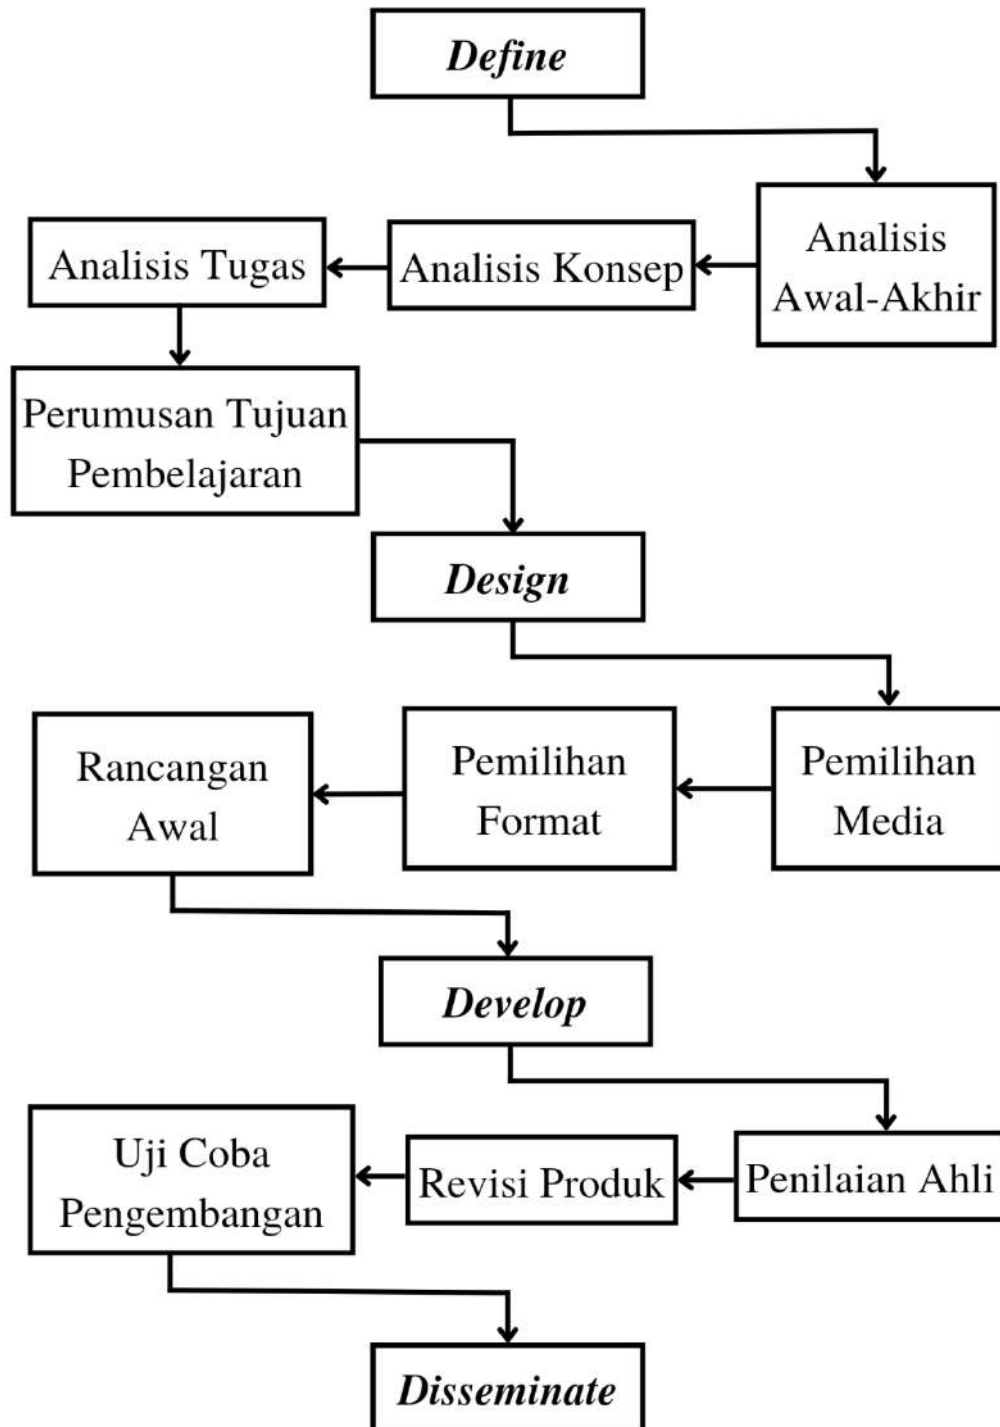 Define
Analisis
Awal-Akhir
Analisis Konsep
Analisis Tugas
Perumusan Tujuan
Pembelajaran
Design
Pemilihan
Media
Pemilihan
Format
Rancangan
Awal
Develop
Penilaian Ahli
Revisi Produk
Uji Coba
Pengembangan
Disseminate